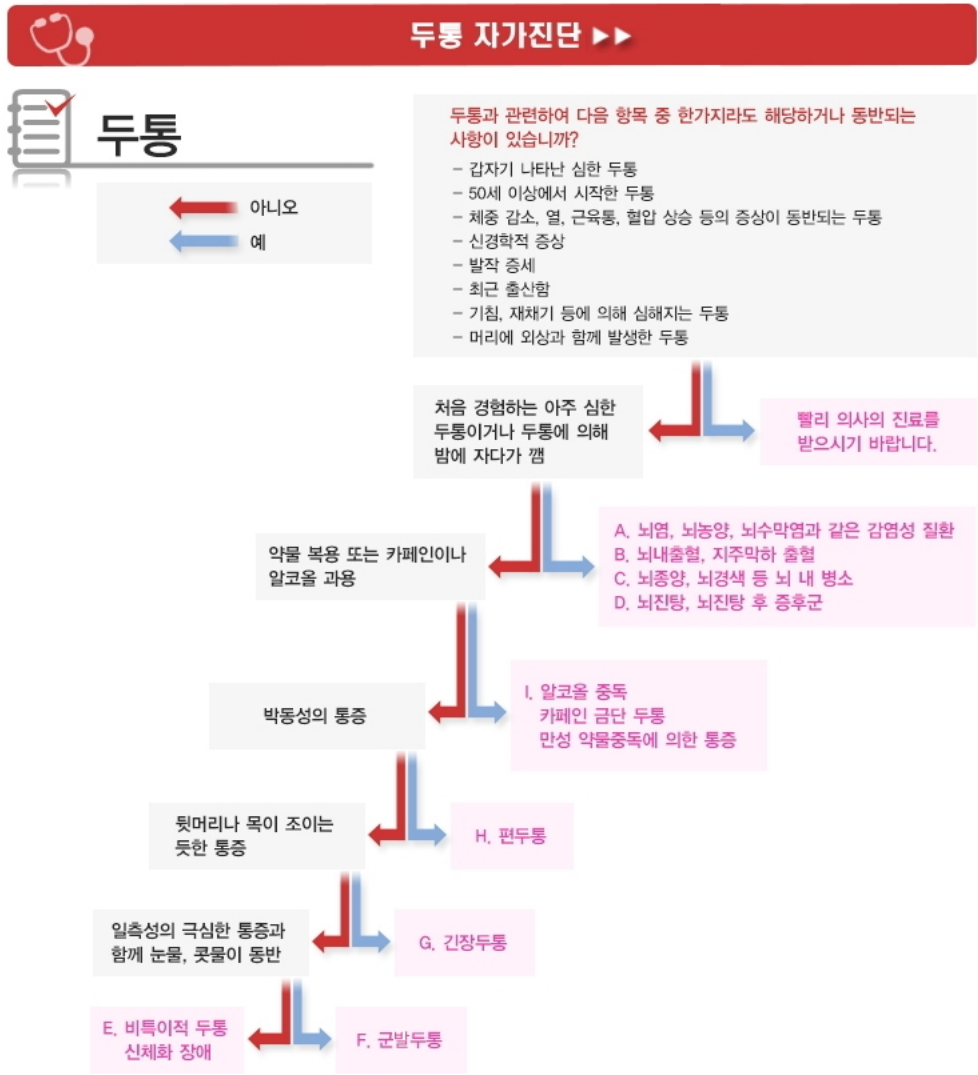 두통 자가진단 ▶▶
두통
아니오
예
두통과 관련하여 다음 항목 중 한가지라도 해당하거나 동반되는
사항이 있습니까?
– 갑자기 나타난 심한 두통
– 50세 이상에서 시작한 두통
– 체중 감소, 열, 근육통, 혈압 상승 등의 증상이 동반되는 두통
– 신경학적 증상
– 발작 증세
– 최근 출산함
– 기침, 재채기 등에 의해 심해지는 두통
– 머리에 외상과 함께 발생한 두통
처음 경험하는 아주 심한
두통이거나 두통에 의해
밤에 자다가 깸
빨리 의사의 진료를
받으시기 바랍니다.
약물 복용 또는 카페인이나
알코올 과용
A. 뇌염, 뇌농양, 뇌수막염과 같은 감염성 질환
B. 뇌내출혈, 지주막하 출혈
C. 뇌종양, 뇌경색 등 뇌 내 병소
D. 뇌진탕, 뇌진탕 후 증후군
박동성의 통증
I. 알코올 중독
카페인 금단 두통
만성 약물중독에 의한 통증
뒷머리나 목이 조이는
듯한 통증
H. 편두통
일측성의 극심한 통증과
함께 눈물, 콧물이 동반
G. 긴장두통
E. 비특이적 두통
신체화 장애
F. 군발두통